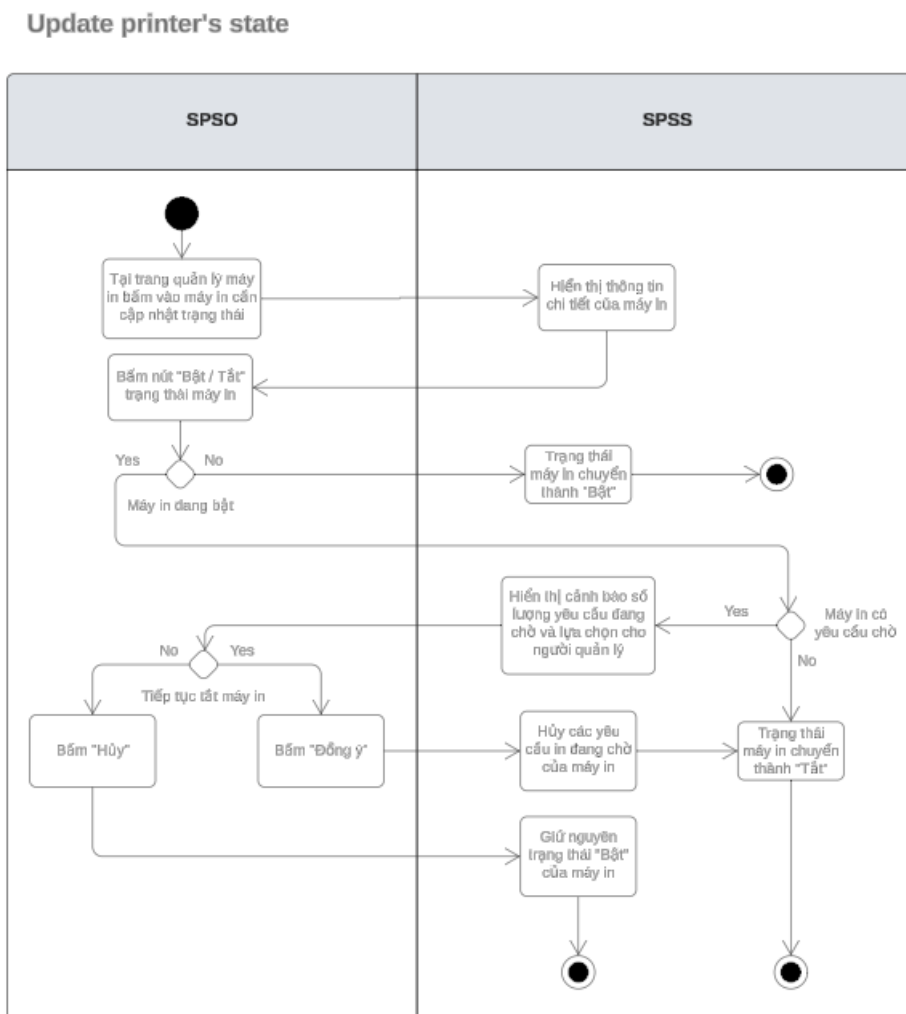 Update printer's state
SPSO
SPSS
Tại trang quản lý máy
in bấm vào máy in cần
cập nhật trạng thái
Hiển thị thông tin
chi tiết của máy in
Bấm nút "Bật / Tắt"
trạng thái máy in
Yes
No
Máy in đang bật
Trạng thái
máy in chuyển
thành "Bật"
Hiển thị cảnh báo số
lượng yêu cầu đang
chờ và lựa chọn cho
người quản lý
Yes
Máy in có
yêu cầu chờ
No
No
Yes
Tiếp tục tắt máy in
Bấm "Hủy"
Bấm "Đồng ý"
Hủy các yêu
cầu in đang chờ
của máy in
Trạng thái
máy in chuyển
thành "Tắt"
Giữ nguyên
trạng thái "Bật"
của máy in